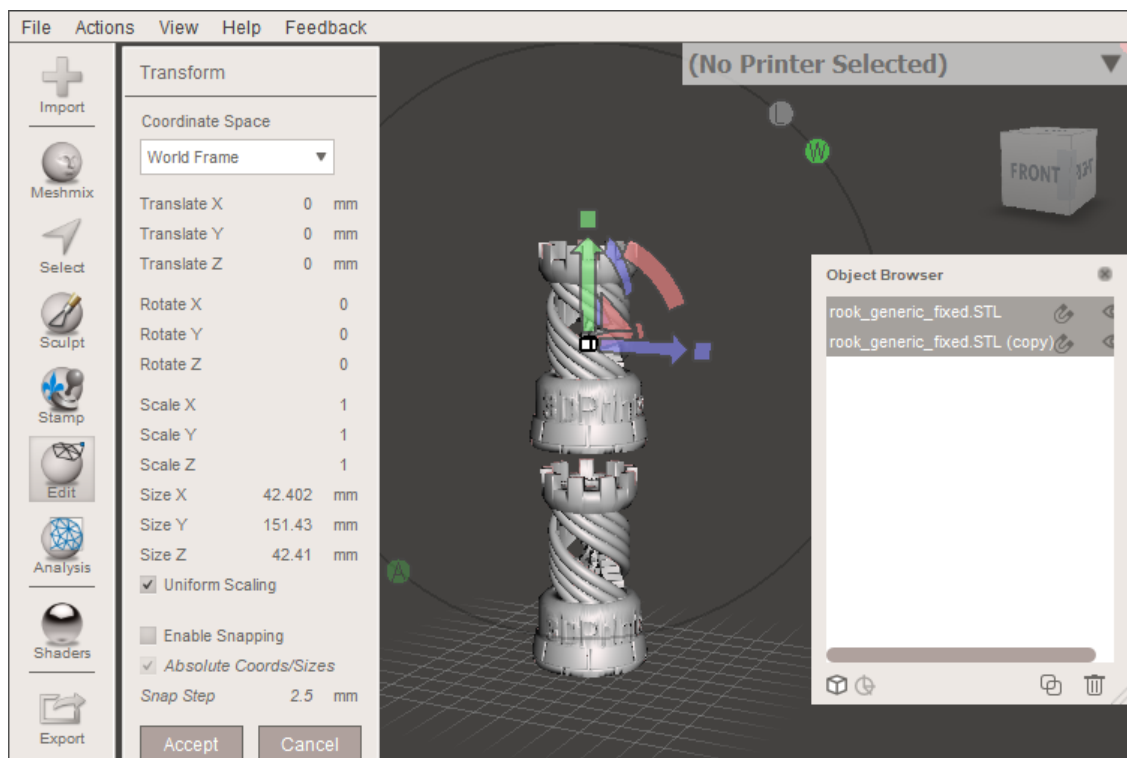 File Actions View Help Feedback
Import
Meshmix
Select
Sculpt
Stamp
Edit
Analysis
Shaders
Export
Transform
Coordinate Space
World Frame
Translate X 0 mm
Translate Y 0 mm
Translate Z 0 mm
Rotate X 0
Rotate Y 0
Rotate Z 0
Scale X 1
Scale Y 1
Scale Z 1
Size X 42.402 mm
Size Y 151.43 mm
Size Z 42.41 mm
Uniform Scaling
Enable Snapping
Absolute Coords/Sizes
Snap Step 2.5 mm
Accept Cancel
(No Printer Selected)
L
W
A
FRONT
Object Browser
rook_generic_fixed.STL
rook_generic_fixed.STL (copy)